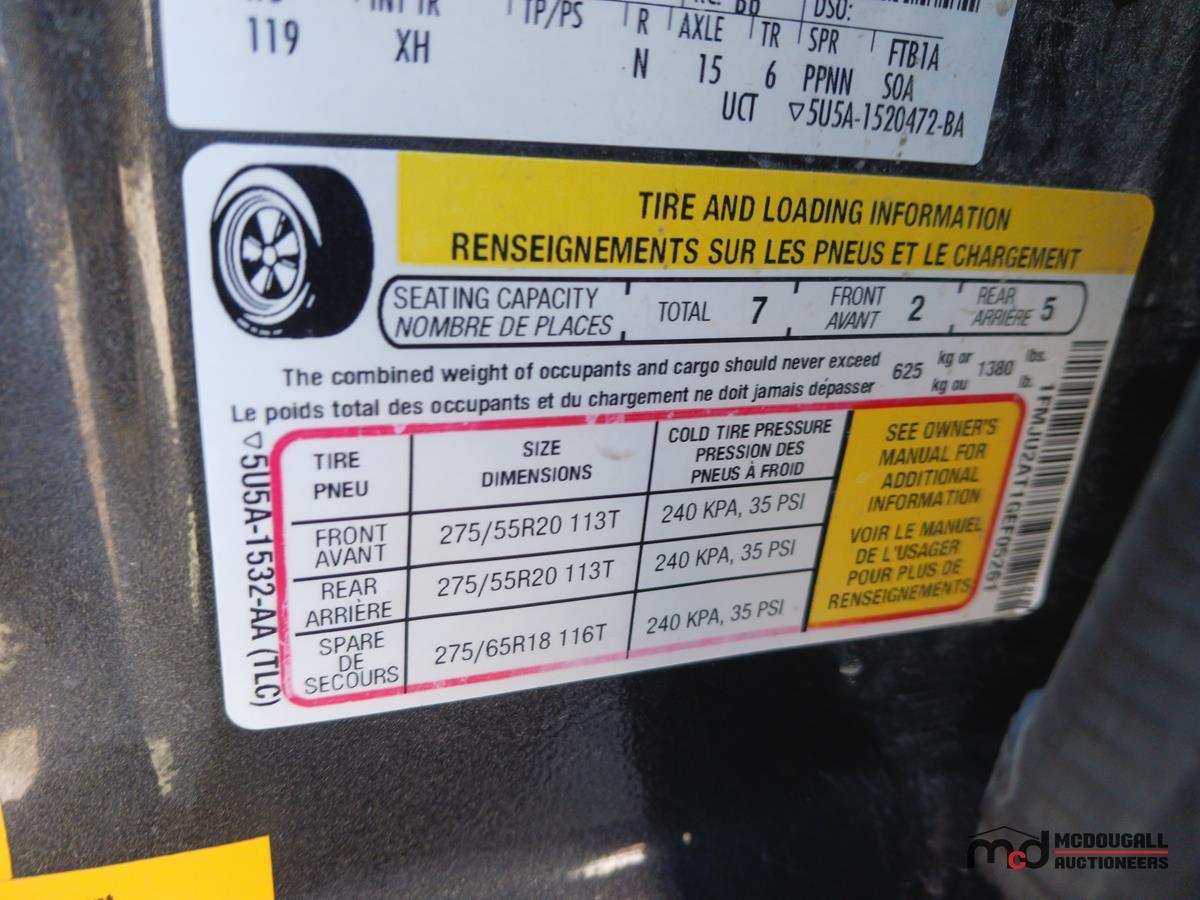 INT TR TP/PS R AXLE TR SPR DSO:
119 XH N 15 6 PPNN FTB1A
SOA
UCT ▽5U5A-1520472-BA
TIRE AND LOADING INFORMATION
RENSEIGNEMENTS SUR LES PNEUS ET LE CHARGEMENT
SEATING CAPACITY
NOMBRE DE PLACES
TOTAL 7
FRONT
AVANT
2
REAR
ARRIÈRE
5
The combined weight of occupants and cargo should never exceed
Le poids total des occupants et du chargement ne doit jamais dépasser
625
kg or
kg ou
1380
lbs.
lb.
TIRE
PNEU
SIZE
DIMENSIONS
COLD TIRE PRESSURE
PRESSION DES
PNEUS À FROID
FRONT
AVANT
275/55R20 113T
240 KPA, 35 PSI
REAR
ARRIÈRE
275/55R20 113T
240 KPA, 35 PSI
SPARE
DE
SECOURS
275/65R18 116T
240 KPA, 35 PSI
SEE OWNER'S
MANUAL FOR
ADDITIONAL
INFORMATION
VOIR LE MANUEL
DE L'USAGER
POUR PLUS DE
RENSEIGNEMENTS
▽5U5A-1532-AA (TLC)
1FMJU2AT1GEF05261
mcd MCDOUGALL
AUCTIONEERS